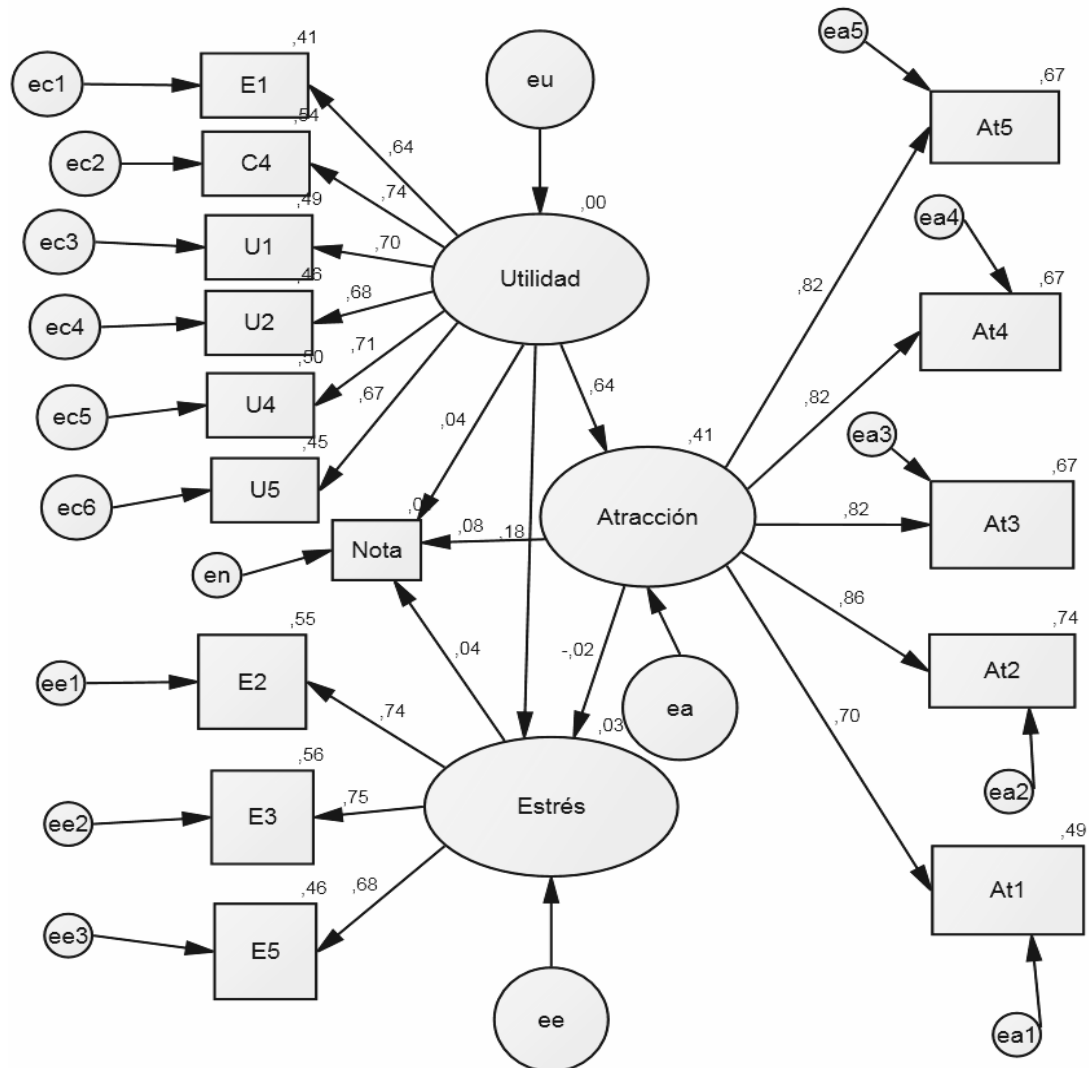 ,41
ec1
E1
eu
ea5
,67
At5
,54
ec2
C4
,64
,74
,49
ec3
U1
,70
,00
Utilidad
ea4
,67
At4
,46
ec4
U2
,68
,82
,50
ec5
U4
,71
,67
,64
,82
,45
ec6
U5
,04
,41
Atracción
ea3
,67
At3
,82
Nota
,08
,18
en
,55
ee1
E2
,04
-,02
ea
,86
,74
At2
,74
,70
,03
Estrés
,56
ee2
E3
,75
ea2
,49
At1
,46
,68
ee3
E5
ee
ea1